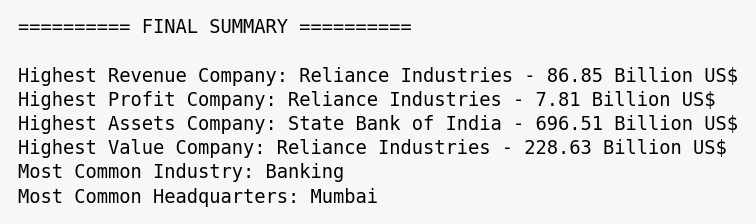 ========== FINAL SUMMARY ==========
Highest Revenue Company: Reliance Industries - 86.85 Billion US$
Highest Profit Company: Reliance Industries - 7.81 Billion US$
Highest Assets Company: State Bank of India - 696.51 Billion US$
Highest Value Company: Reliance Industries - 228.63 Billion US$
Most Common Industry: Banking
Most Common Headquarters: Mumbai